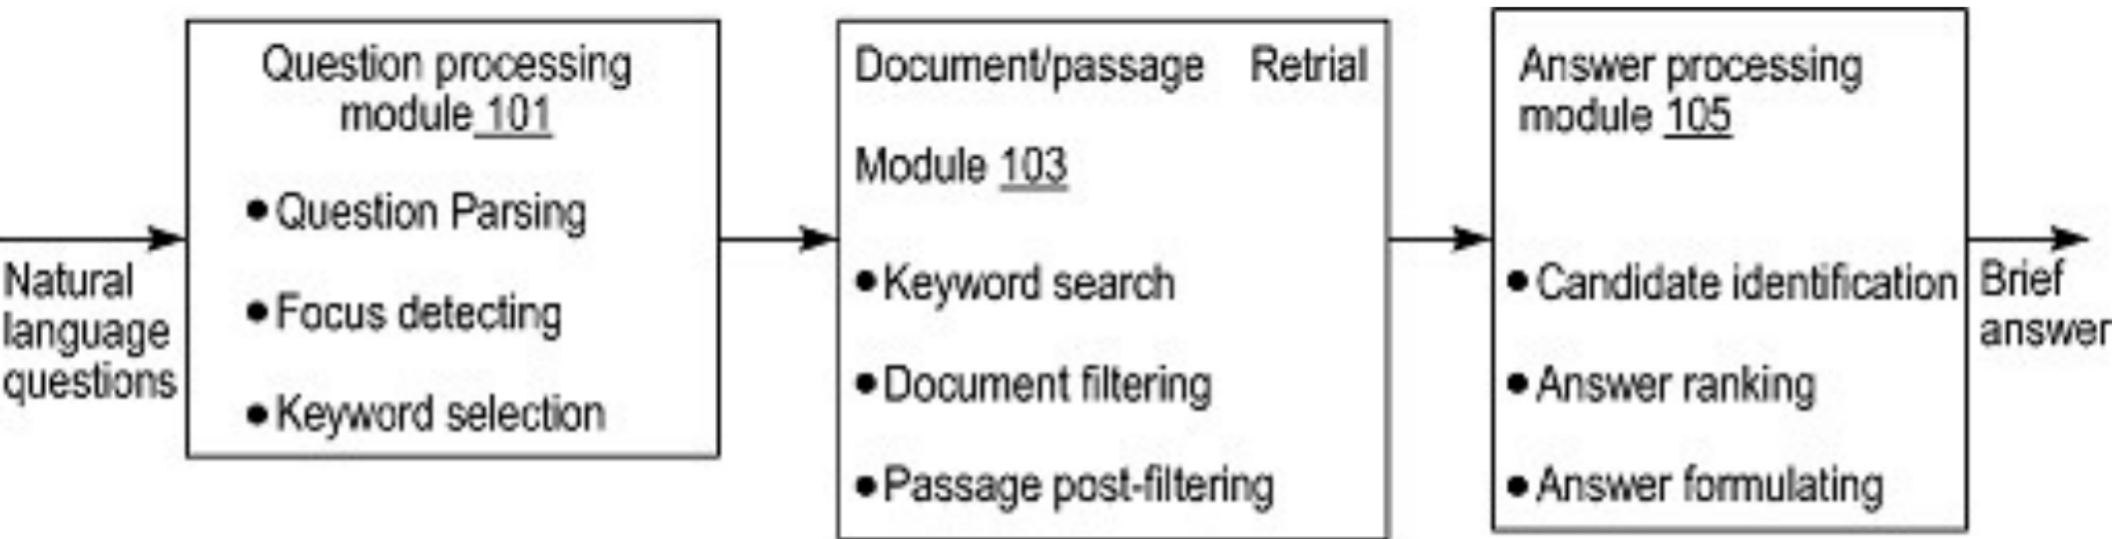 Natural
language
questions
Question processing
module 101
● Question Parsing
● Focus detecting
● Keyword selection
Document/passage Retrial
Module 103
● Keyword search
● Document filtering
● Passage post-filtering
Answer processing
module 105
● Candidate identification
● Answer ranking
● Answer formulating
Brief
answer